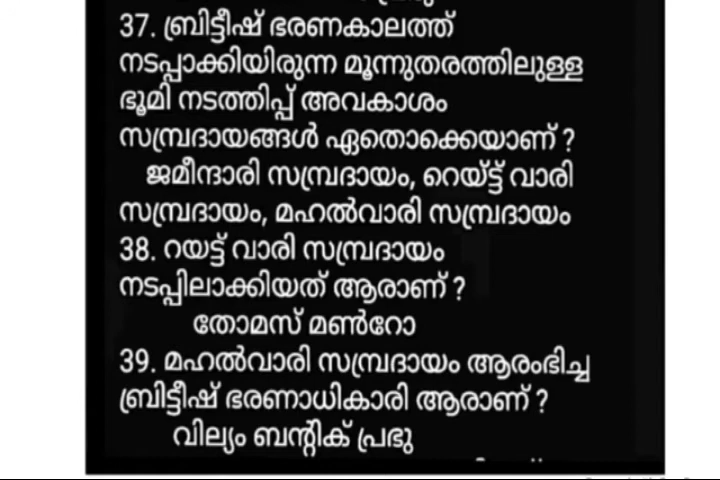 37. ബ്രിട്ടീഷ് ഭരണകാലത്ത്
നടപ്പാക്കിയിരുന്ന മൂന്നുതരത്തിലുള്ള
ഭൂമി നടത്തിപ്പ് അവകാശം
സമ്പ്രദായങ്ങൾ ഏതൊക്കെയാണ് ?
ജമീന്ദാരി സമ്പ്രദായം, റെയ്ട്ട് വാരി
സമ്പ്രദായം, മഹൽവാരി സമ്പ്രദായം
38. റയട്ട് വാരി സമ്പ്രദായം
നടപ്പിലാക്കിയത് ആരാണ് ?
തോമസ് മൺറോ
39. മഹൽവാരി സമ്പ്രദായം ആരംഭിച്ച
ബ്രിട്ടീഷ് ഭരണാധികാരി ആരാണ് ?
വില്യം ബന്റിക് പ്രഭു